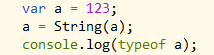 var a = 123;
a = String(a);
console.log(typeof a);